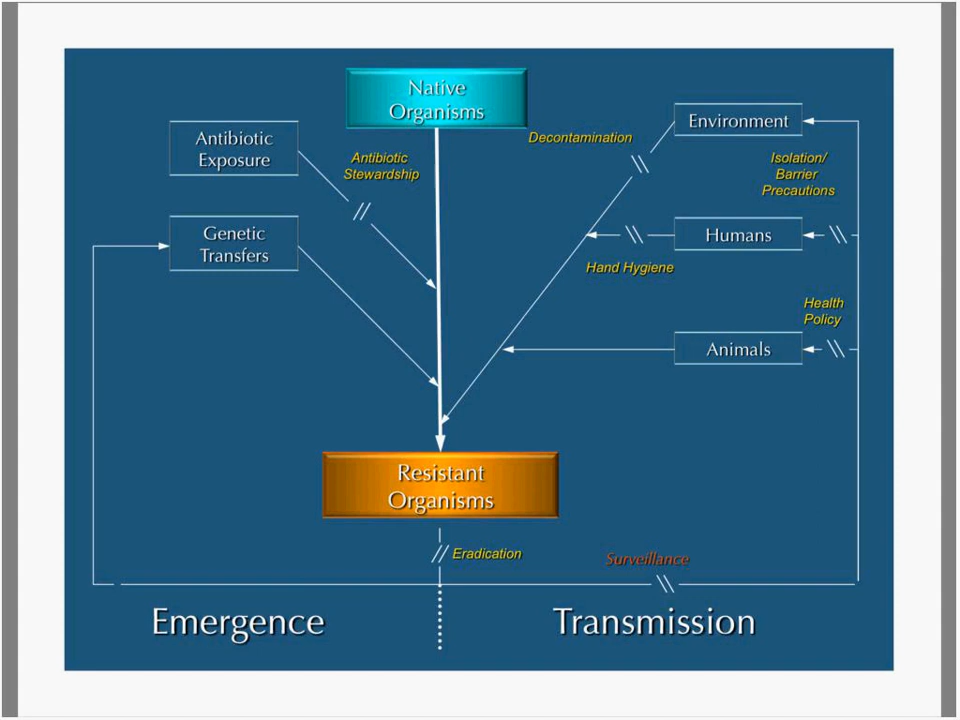 Native
Organisms
Antibiotic
Exposure
Antibiotic
Stewardship
Decontamination
Environment
Isolation/
Barrier
Precautions
Genetic
Transfers
Humans
Hand Hygiene
Health
Policy
Animals
Resistant
Organisms
Eradication
Surveillance
Emergence
Transmission